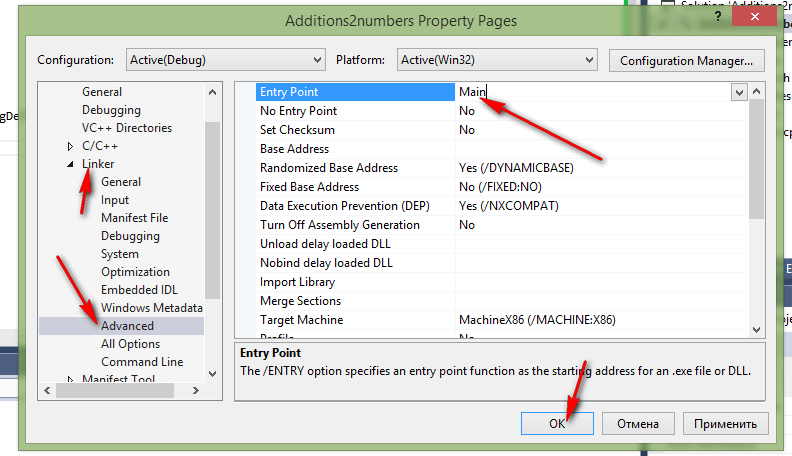 Solution 'Additions2n
Additions2numbers Property Pages
?
Configuration: Active(Debug) Platform: Active(Win32) Configuration Manager...
General
Debugging
VC++ Directories
C/C++
Linker
General
Input
Manifest File
Debugging
System
Optimization
Embedded IDL
Windows Metadata
Advanced
All Options
Command Line
Manifest Tool
Entry Point Main
No Entry Point No
Set Checksum No
Base Address
Randomized Base Address Yes (/DYNAMICBASE)
Fixed Base Address No (/FIXED:NO)
Data Execution Prevention (DEP) Yes (/NXCOMPAT)
Turn Off Assembly Generation No
Unload delay loaded DLL
Nobind delay loaded DLL
Import Library
Merge Sections
Target Machine MachineX86 (/MACHINE:X86)
Profile No
Entry Point
The /ENTRY option specifies an entry point function as the starting address for an .exe file or DLL.
OK Отмена Применить